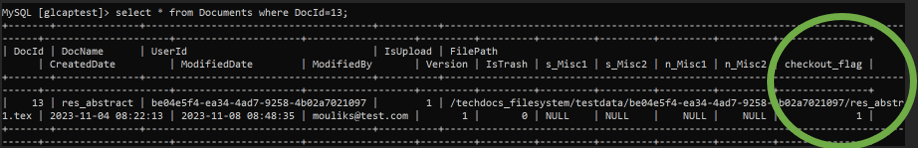 MySQL [glcaptest]> select * from Documents where DocId=13;
+-------+--------------+--------------------------------------+----------+
| DocId | DocName | UserId | IsUpload | FilePath
| CreatedDate | ModifiedDate | ModifiedBy | Version | IsTrash | s_Misc1 | s_Misc2 | n_Misc1 | n_Misc2 | checkout_flag |
| 13 | res_abstract | be04e5f4-ea34-4ad7-9258-4b02a7021097 | 1 | /techdocs_filesystem/testdata/be04e5f4-ea34-4ad7-9258-4b02a7021097/res_abstr
1.tex | 2023-11-04 08:22:13 | 2023-11-08 08:48:35 | mouliks@test.com | 1 | 0 | NULL | NULL | NULL | NULL | 1 |